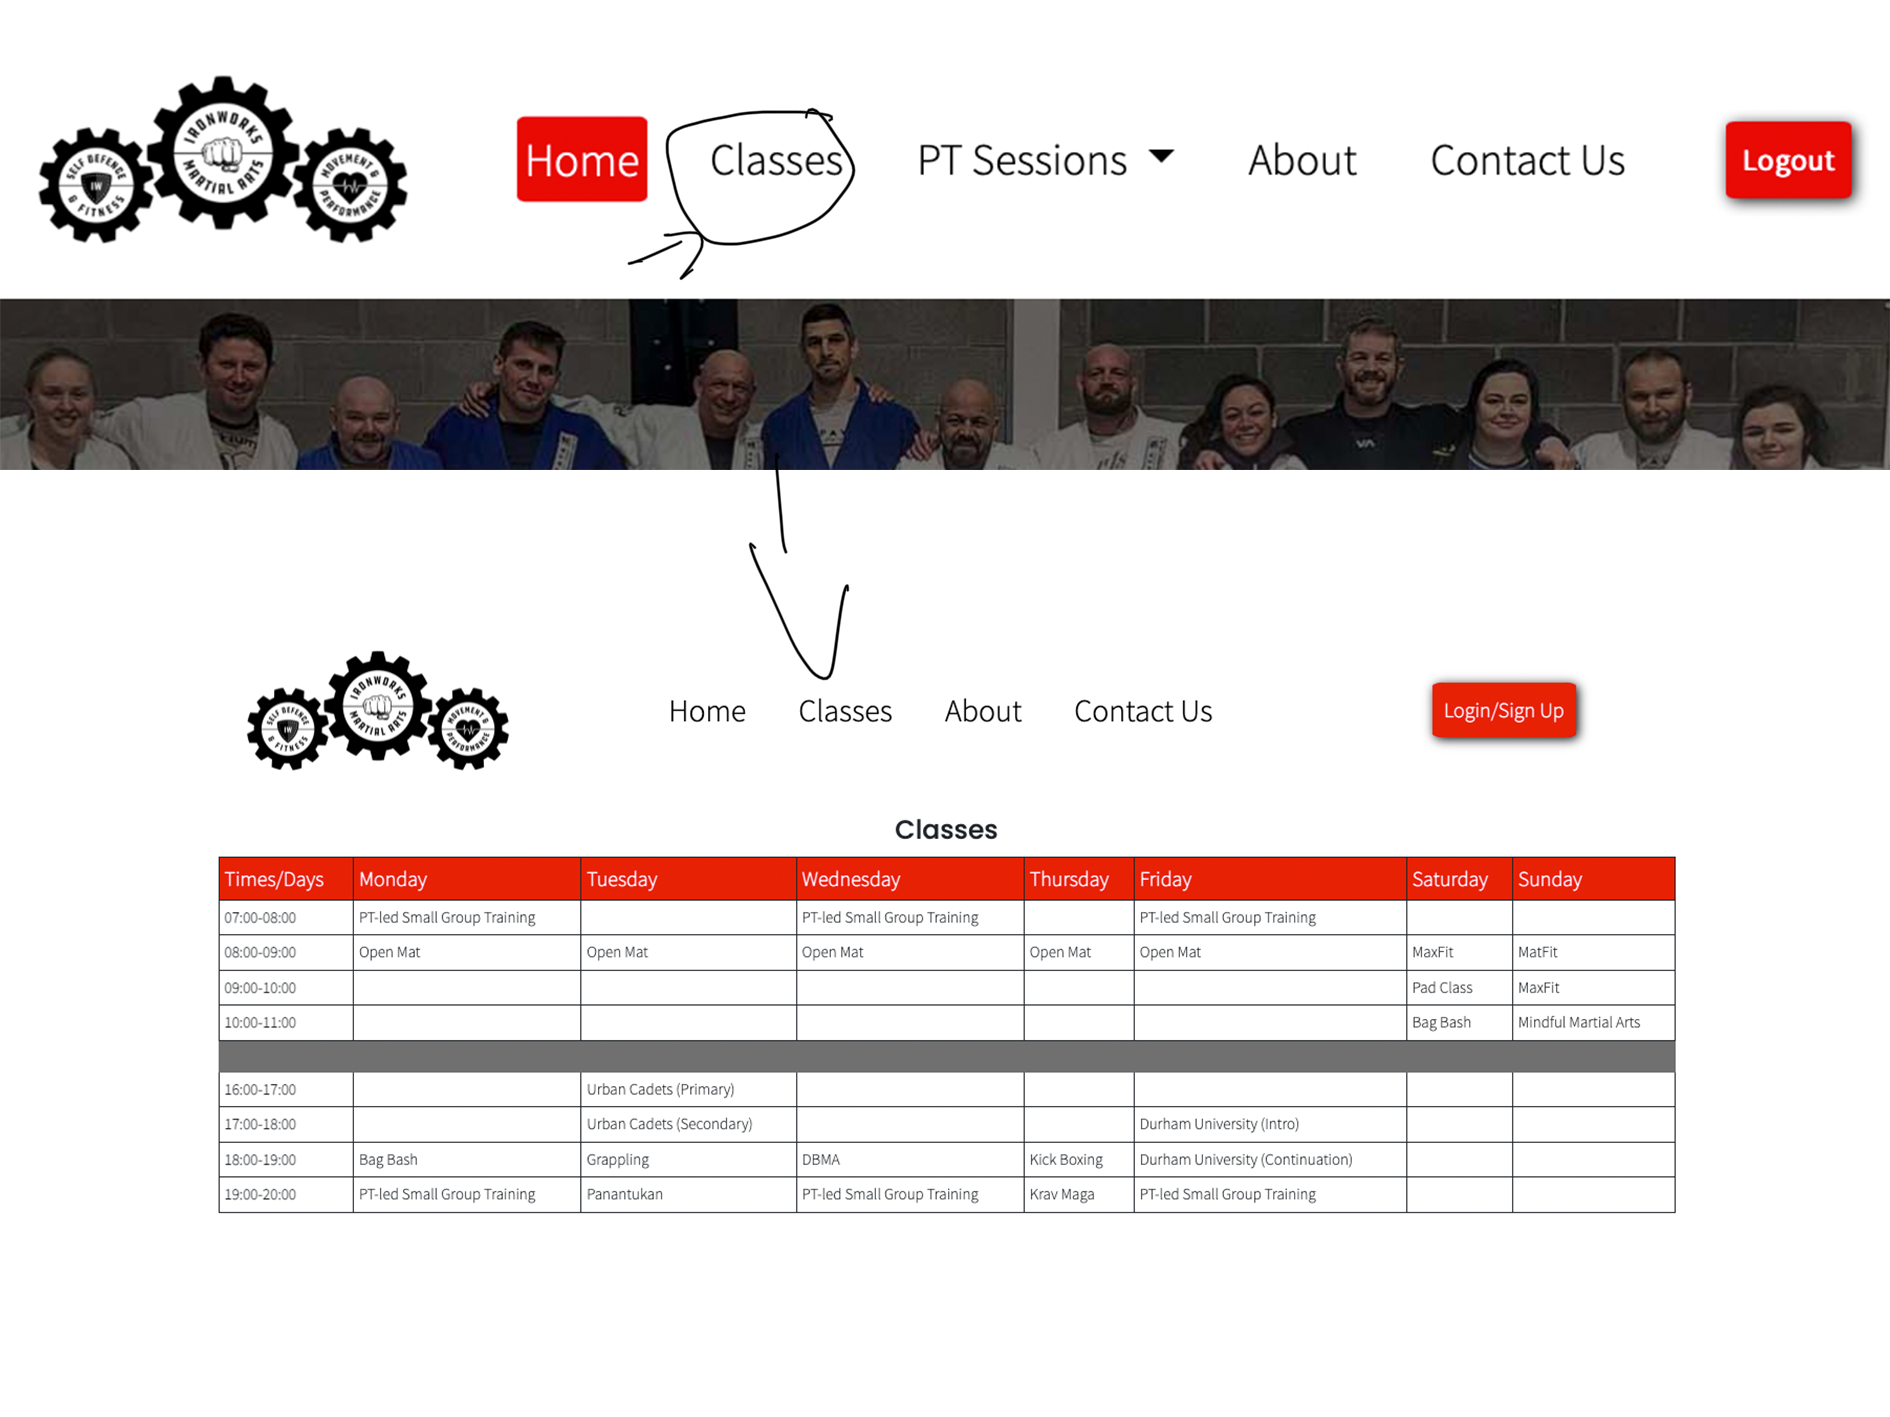 IRONWORKS
MARTIAL ARTS
SELF DEFENCE
& FITNESS
IW
MOVEMENT &
PERFORMANCE
Home Classes PT Sessions About Contact Us Logout
IRONWORKS
MARTIAL ARTS
SELF DEFENCE
& FITNESS
IW
MOVEMENT &
PERFORMANCE
Home Classes About Contact Us Login/Sign Up
Classes
Times/Days Monday Tuesday Wednesday Thursday Friday Saturday Sunday
07:00-08:00 PT-led Small Group Training PT-led Small Group Training PT-led Small Group Training
08:00-09:00 Open Mat Open Mat Open Mat Open Mat Open Mat MaxFit MatFit
09:00-10:00 Pad Class MaxFit
10:00-11:00 Bag Bash Mindful Martial Arts
16:00-17:00 Urban Cadets (Primary)
17:00-18:00 Urban Cadets (Secondary) Durham University (Intro)
18:00-19:00 Bag Bash Grappling DBMA Kick Boxing Durham University (Continuation)
19:00-20:00 PT-led Small Group Training Panantukan PT-led Small Group Training Krav Maga PT-led Small Group Training